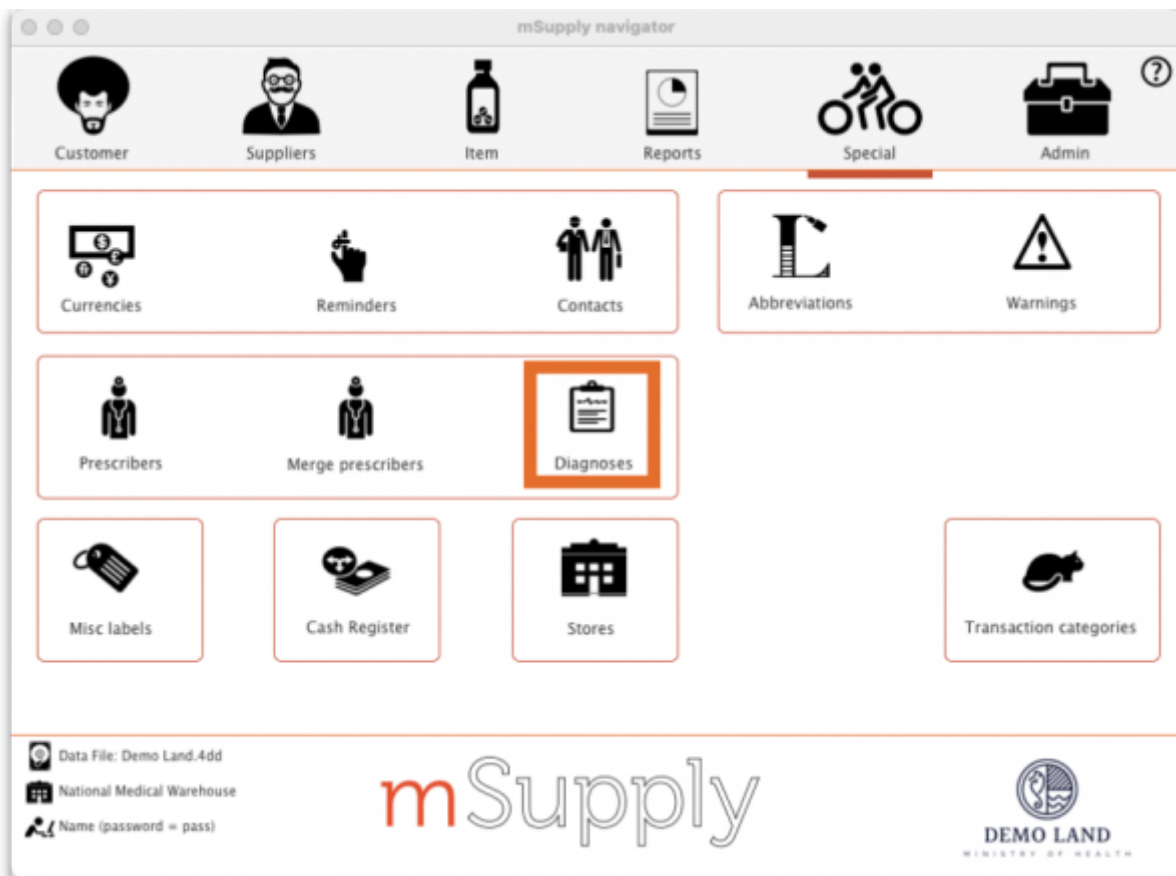 mSupply navigator
?
Customer Suppliers Item Reports Special Admin
Currencies Reminders Contacts Abbreviations Warnings
Prescribers Merge prescribers Diagnoses
Misc labels Cash Register Stores Transaction categories
Data File: Demo Land.4dd
National Medical Warehouse
Name (password = pass)
mSupply
DEMO LAND
MINISTRY OF HEALTH